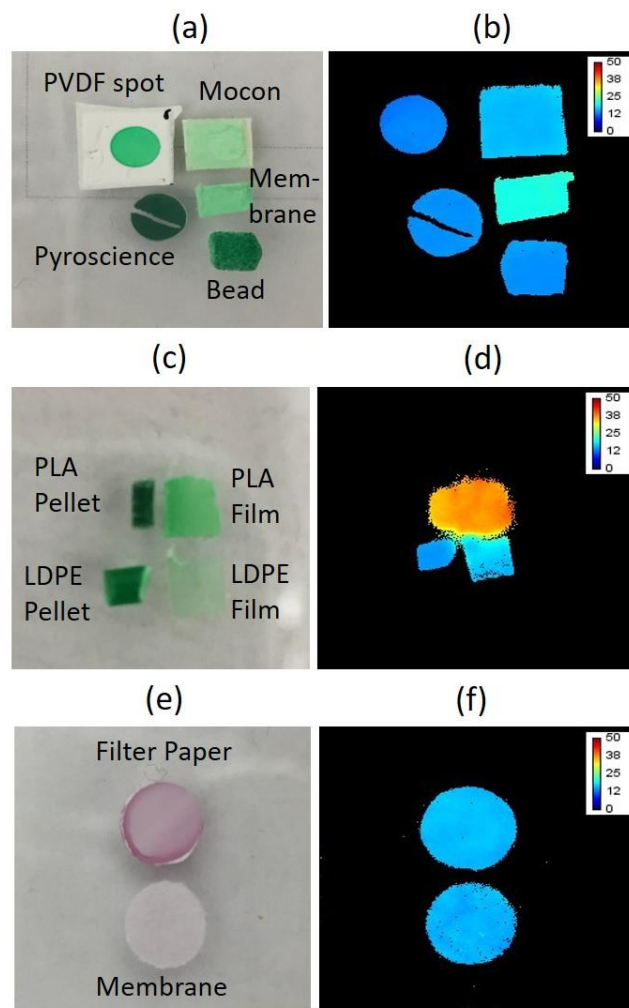 (a)
(b)
PVDF spot
Mocon
Mem-
brane
Pyroscience
Bead
50
38
25
12
0
(c)
(d)
PLA
Pellet
PLA
Film
LDPE
Pellet
LDPE
Film
50
38
25
12
0
(e)
(f)
Filter Paper
Membrane
50
38
25
12
0